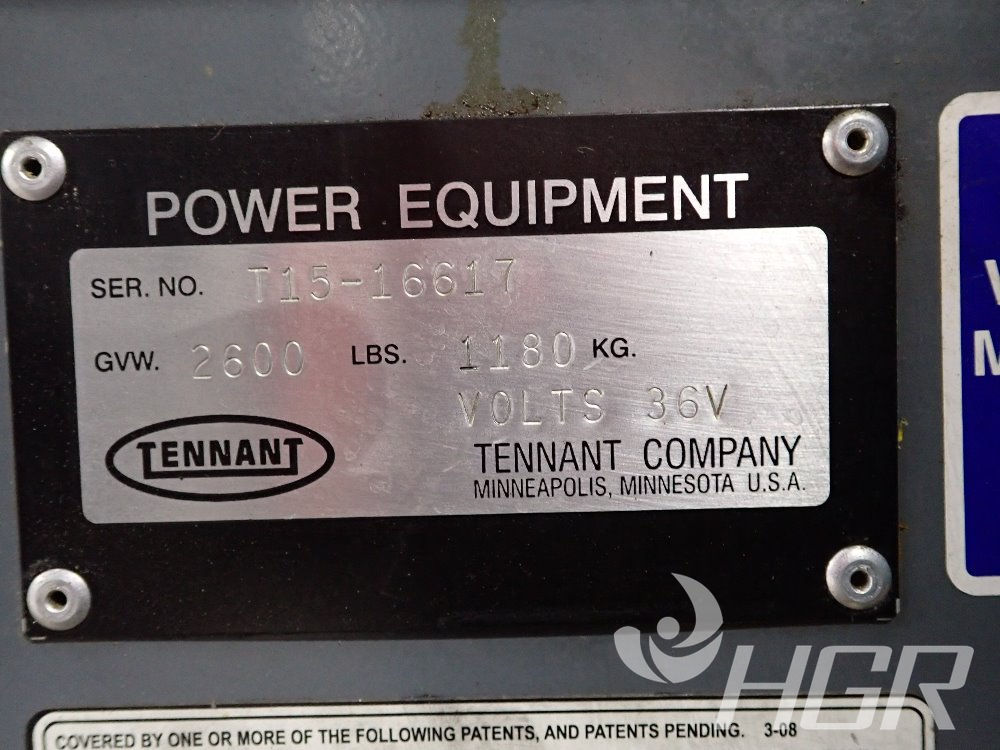 POWER EQUIPMENT
SER. NO. T15-16617
GVW. 2600 LBS. 1180 KG.
VOLTS 36V
TENNANT
TENNANT COMPANY
MINNEAPOLIS, MINNESOTA U.S.A.
HGR
COVERED BY ONE OR MORE OF THE FOLLOWING PATENTS, AND PATENTS PENDING. 3-08